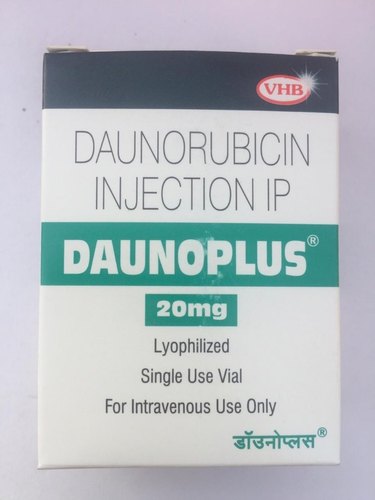 VHB
DAUNORUBICIN
INJECTION IP
DAUNOPLUS®
20mg
Lyophilized
Single Use Vial
For Intravenous Use Only
डॉउनोप्लस®